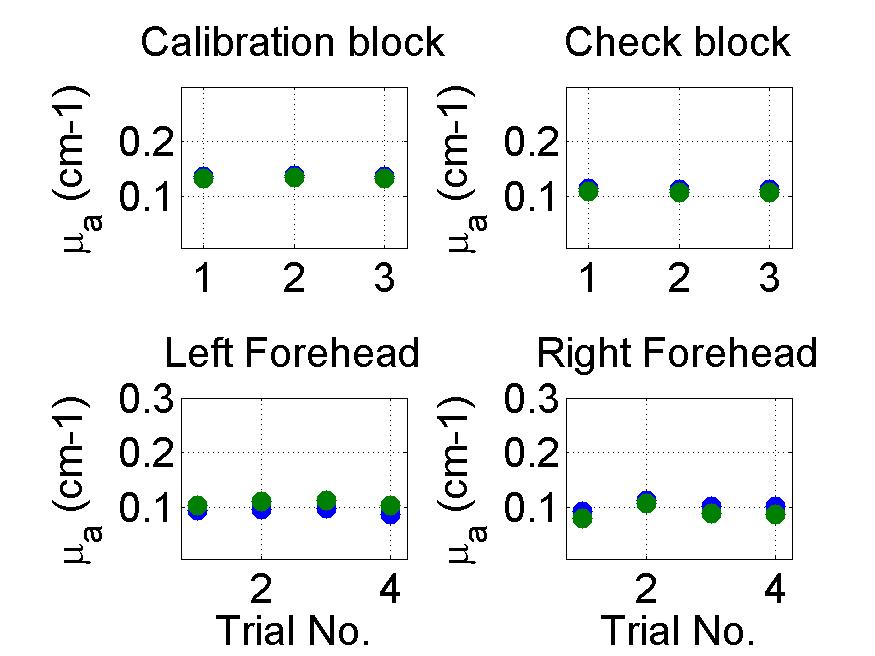 Calibration block
Check block
μa (cm-1)
0.2
0.1
1 2 3
μa (cm-1)
0.2
0.1
1 2 3
Left Forehead
Right Forehead
μa (cm-1)
0.3
0.2
0.1
2 4
Trial No.
μa (cm-1)
0.3
0.2
0.1
2 4
Trial No.